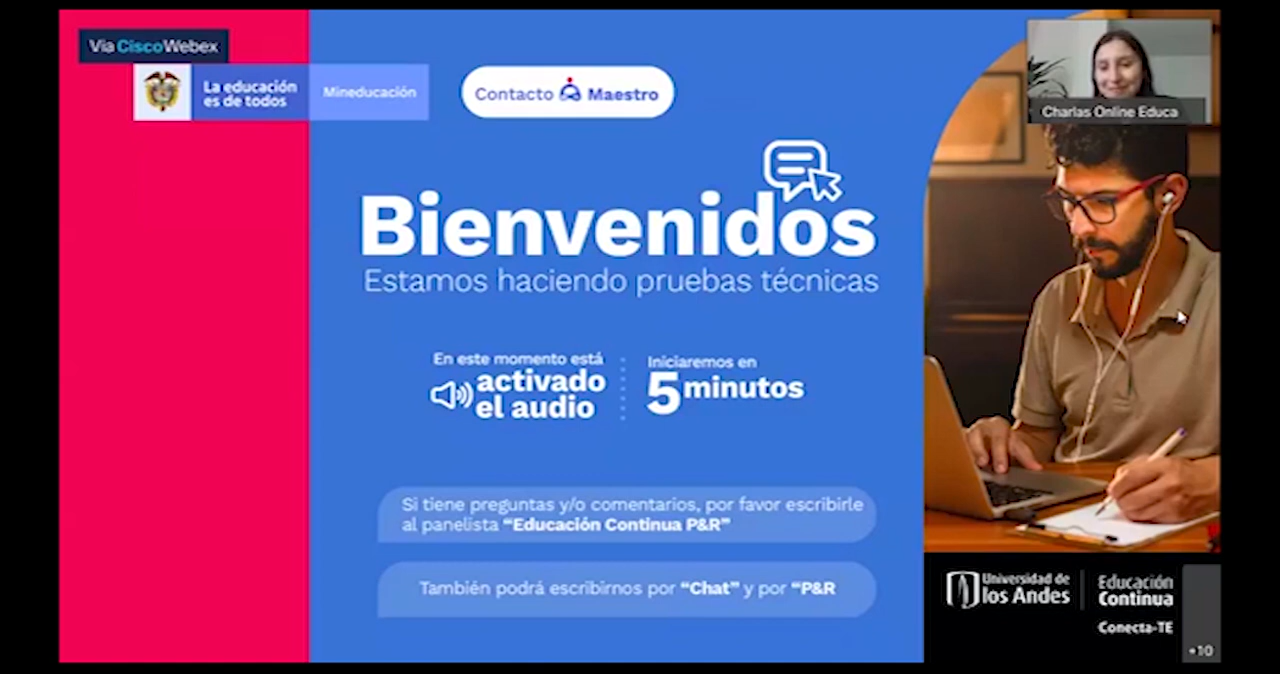 Via CiscoWebex
La educación
es de todos
Mineducación
Contacto Maestro
Charlas Online Educa
Bienvenidos
Estamos haciendo pruebas técnicas
En este momento está
activado
el audio
Iniciaremos en
5 minutos
Si tiene preguntas y/o comentarios, por favor escribirle
al panelista “Educación Continua P&R”
También podrá escribirnos por “Chat” y por “P&R
Universidad de
los Andes
Educación
Continua
Conecta-TE
+10